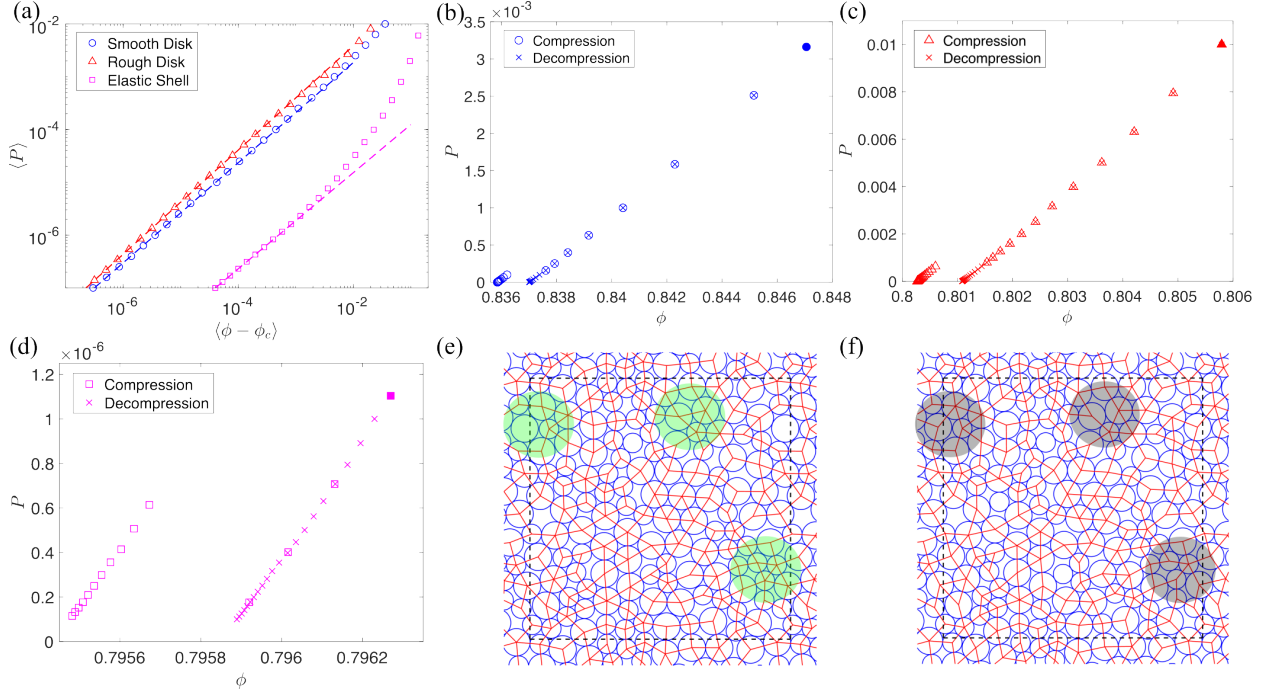 (a)
10^{-2}
10^{-4}
10^{-6}
⟨P⟩
Smooth Disk
Rough Disk
Elastic Shell
10^{-6}
10^{-4}
10^{-2}
⟨ϕ − ϕ_c⟩
(b)
×10^{-3}
3.5
3
2.5
2
1.5
1
0.5
0
P
Compression
Decompression
0.836
0.838
0.84
0.842
0.844
0.846
0.848
ϕ
(c)
0.01
0.008
0.006
0.004
0.002
0
P
Compression
Decompression
0.8
0.801
0.802
0.803
0.804
0.805
0.806
ϕ
(d)
×10^{-6}
1.2
1
0.8
0.6
0.4
0.2
0
P
Compression
Decompression
0.7956
0.7958
0.796
0.7962
ϕ
(e)
(f)